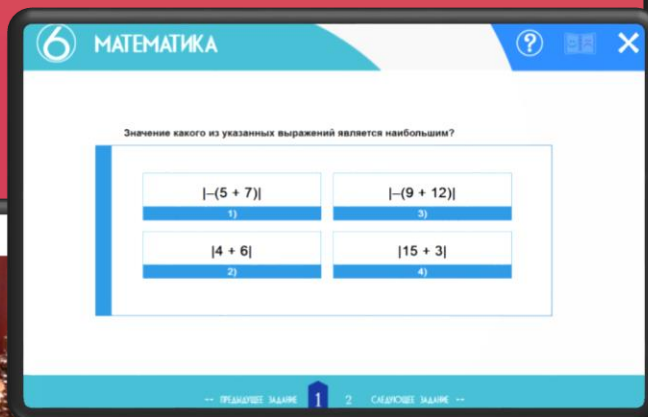 6 МАТЕМАТИКА
?
Значение какого из указанных выражений является наибольшим?
|–(5 + 7)|
1)
|–(9 + 12)|
3)
|4 + 6|
2)
|15 + 3|
4)
-- ПРЕДЫДУЩЕЕ ЗАДАНИЕ 1 2 СЛЕДУЮЩЕЕ ЗАДАНИЕ --